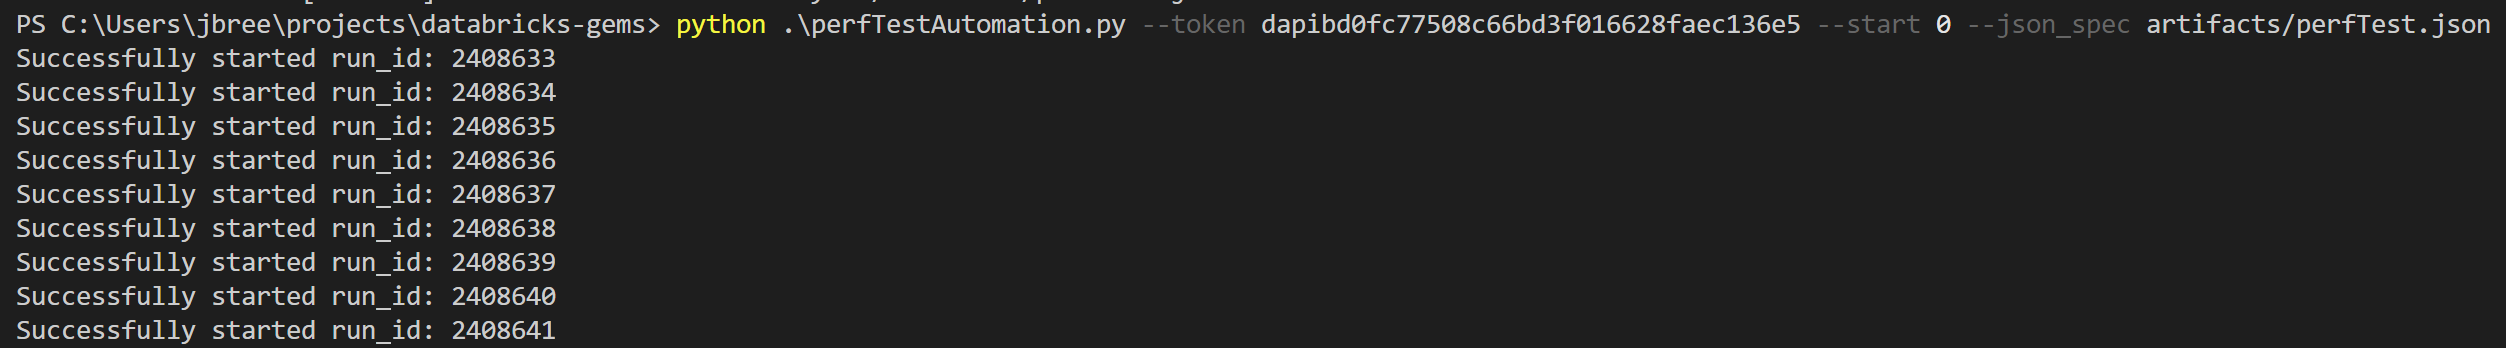 PS C:\Users\jbree\projects\databricks-gems> python .\perfTestAutomation.py --token dapibd0fc77508c66bd3f016628faec136e5 --start 0 --json_spec artifacts/perfTest.json
Successfully started run_id: 2408633
Successfully started run_id: 2408634
Successfully started run_id: 2408635
Successfully started run_id: 2408636
Successfully started run_id: 2408637
Successfully started run_id: 2408638
Successfully started run_id: 2408639
Successfully started run_id: 2408640
Successfully started run_id: 2408641